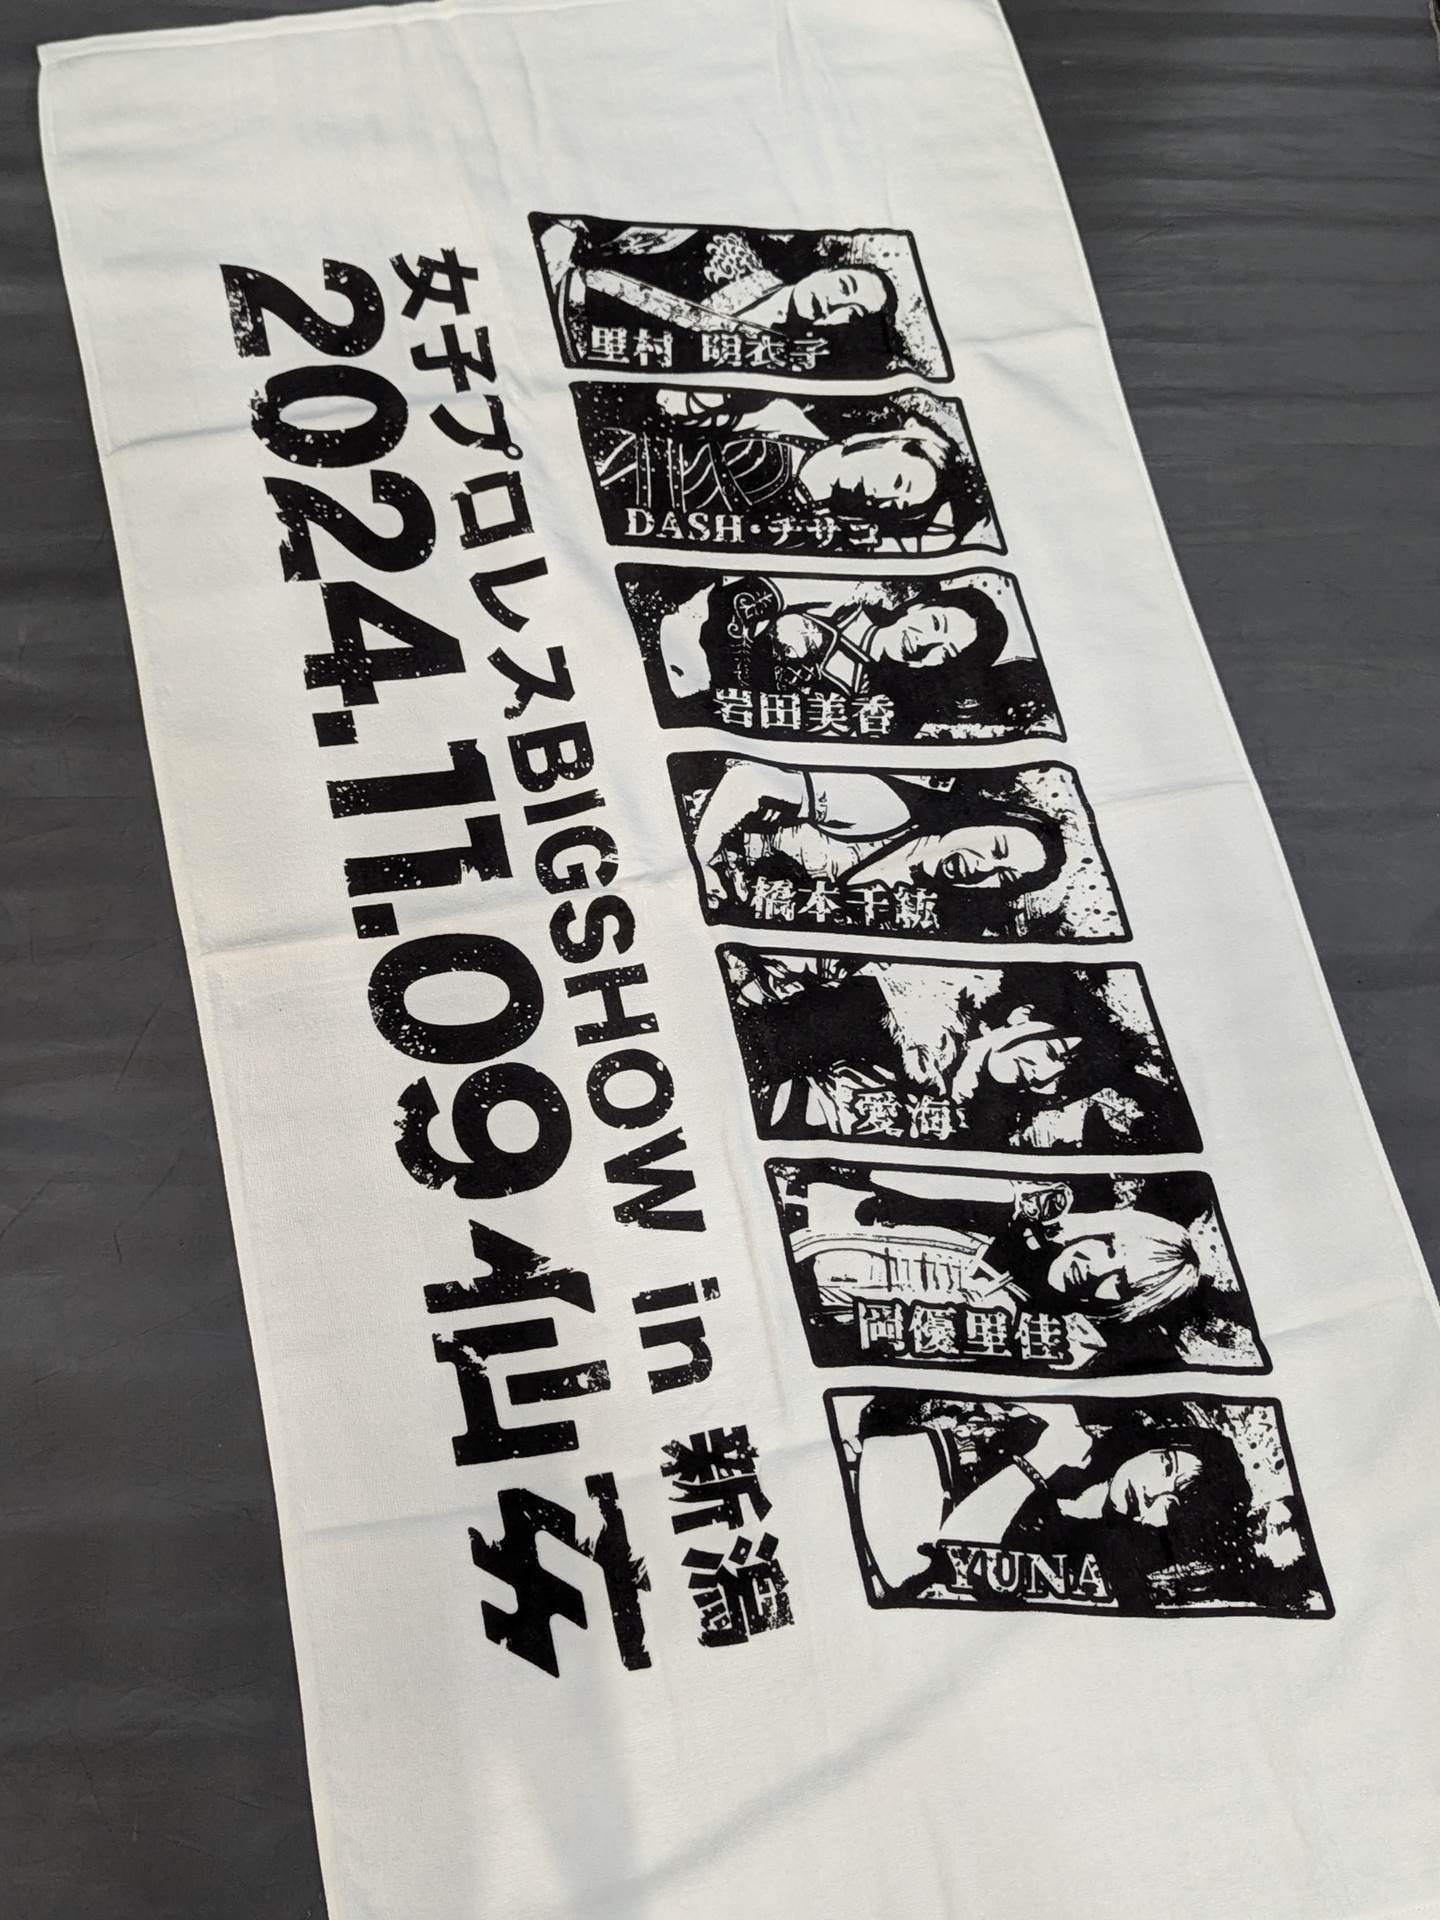 里村 明衣子
DASH・チサコ
岩田美香
橋本千紘
愛海
岡優里佳
YUNA
女子プロレスBIGSHOW in 新潟
2024.11.09 仙女